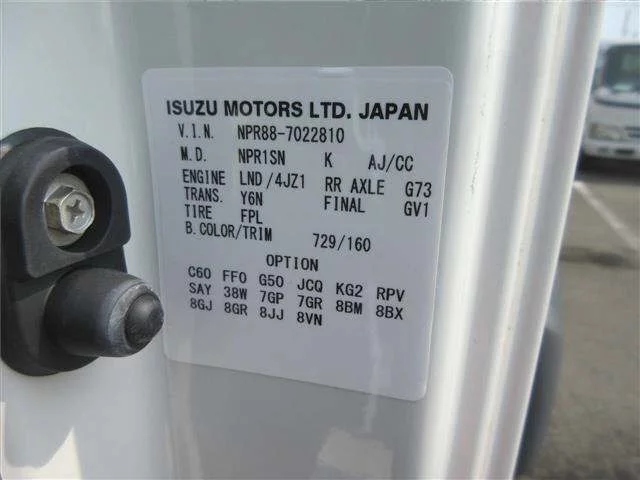 ISUZU MOTORS LTD. JAPAN
V.I.N. NPR88-7022810
M.D. NPR1SN K AJ/CC
ENGINE LND/4JZ1 RR AXLE G73
TRANS. Y6N FINAL GV1
TIRE FPL
B.COLOR/TRIM 729/160
OPTION
C60 FF0 G50 JCQ KG2 RPV
SAY 38W 7GP 7GR 8BM 8BX
8GJ 8GR 8JJ 8VN